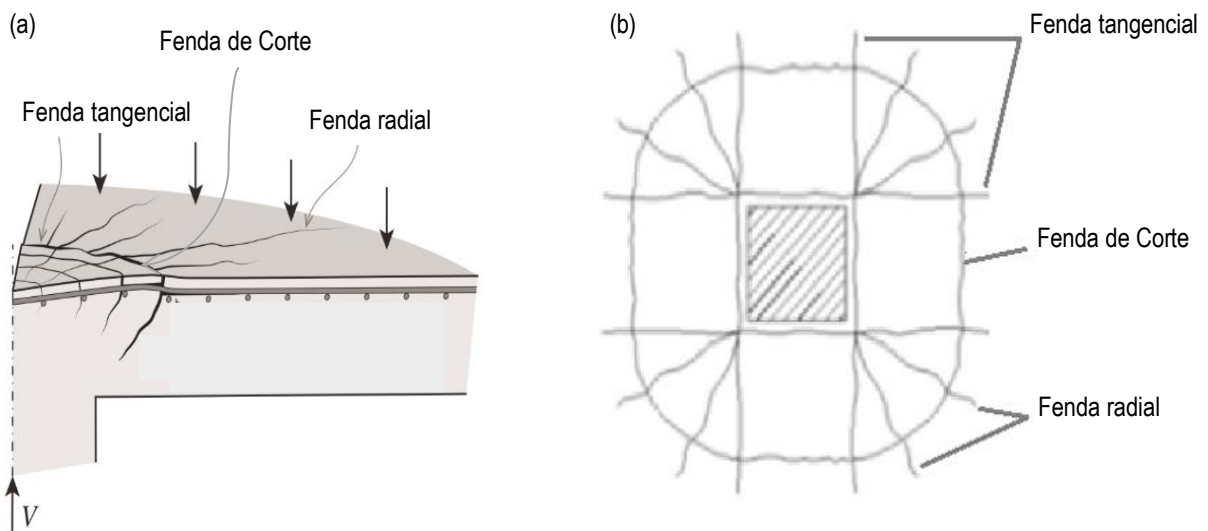 (a)
Fenda de Corte
Fenda tangencial
Fenda radial
V
(b)
Fenda tangencial
Fenda de Corte
Fenda radial